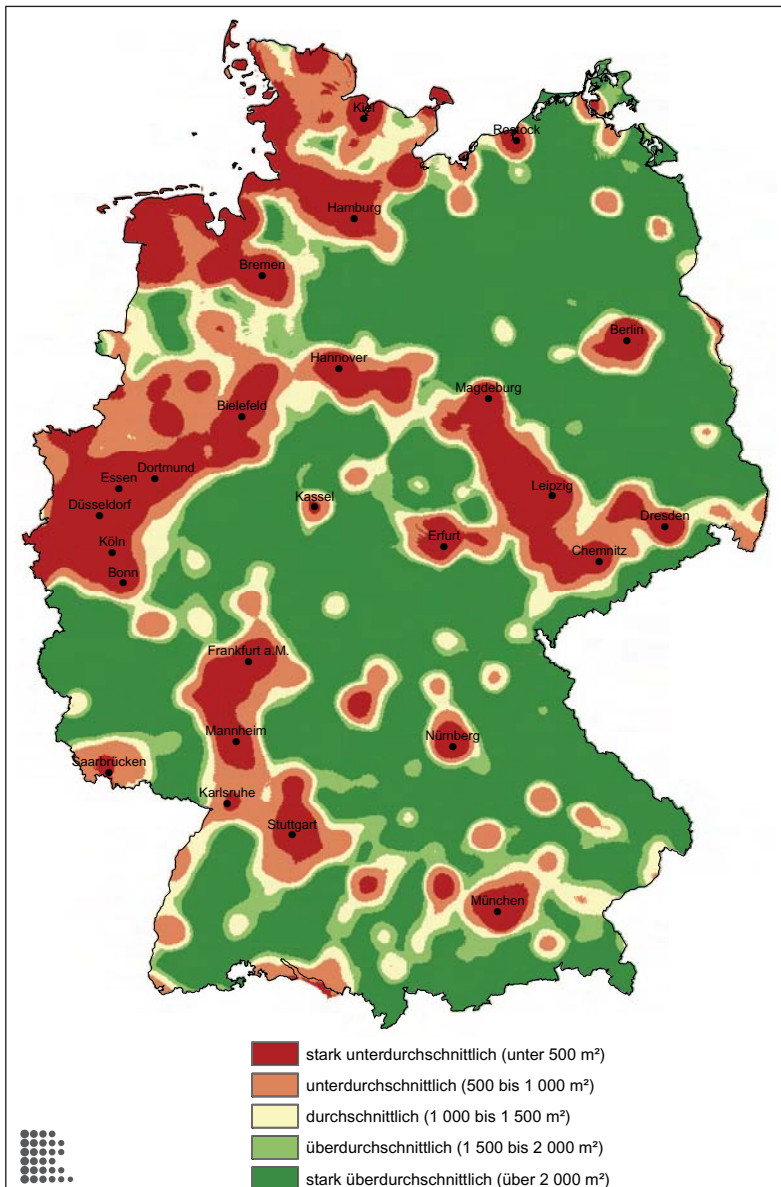 Kiel
Rostock
Hamburg
Bremen
Berlin
Hannover
Magdeburg
Bielefeld
Dortmund
Essen
Leipzig
Kassel
Düsseldorf
Dresden
Erfurt
Köln
Chemnitz
Bonn
Frankfurt a.M.
Mannheim
Nürnberg
Saarbrücken
Karlsruhe
Stuttgart
München
stark unterdurchschnittlich (unter 500 m²)
unterdurchschnittlich (500 bis 1 000 m²)
durchschnittlich (1 000 bis 1 500 m²)
überdurchschnittlich (1 500 bis 2 000 m²)
stark überdurchschnittlich (über 2 000 m²)